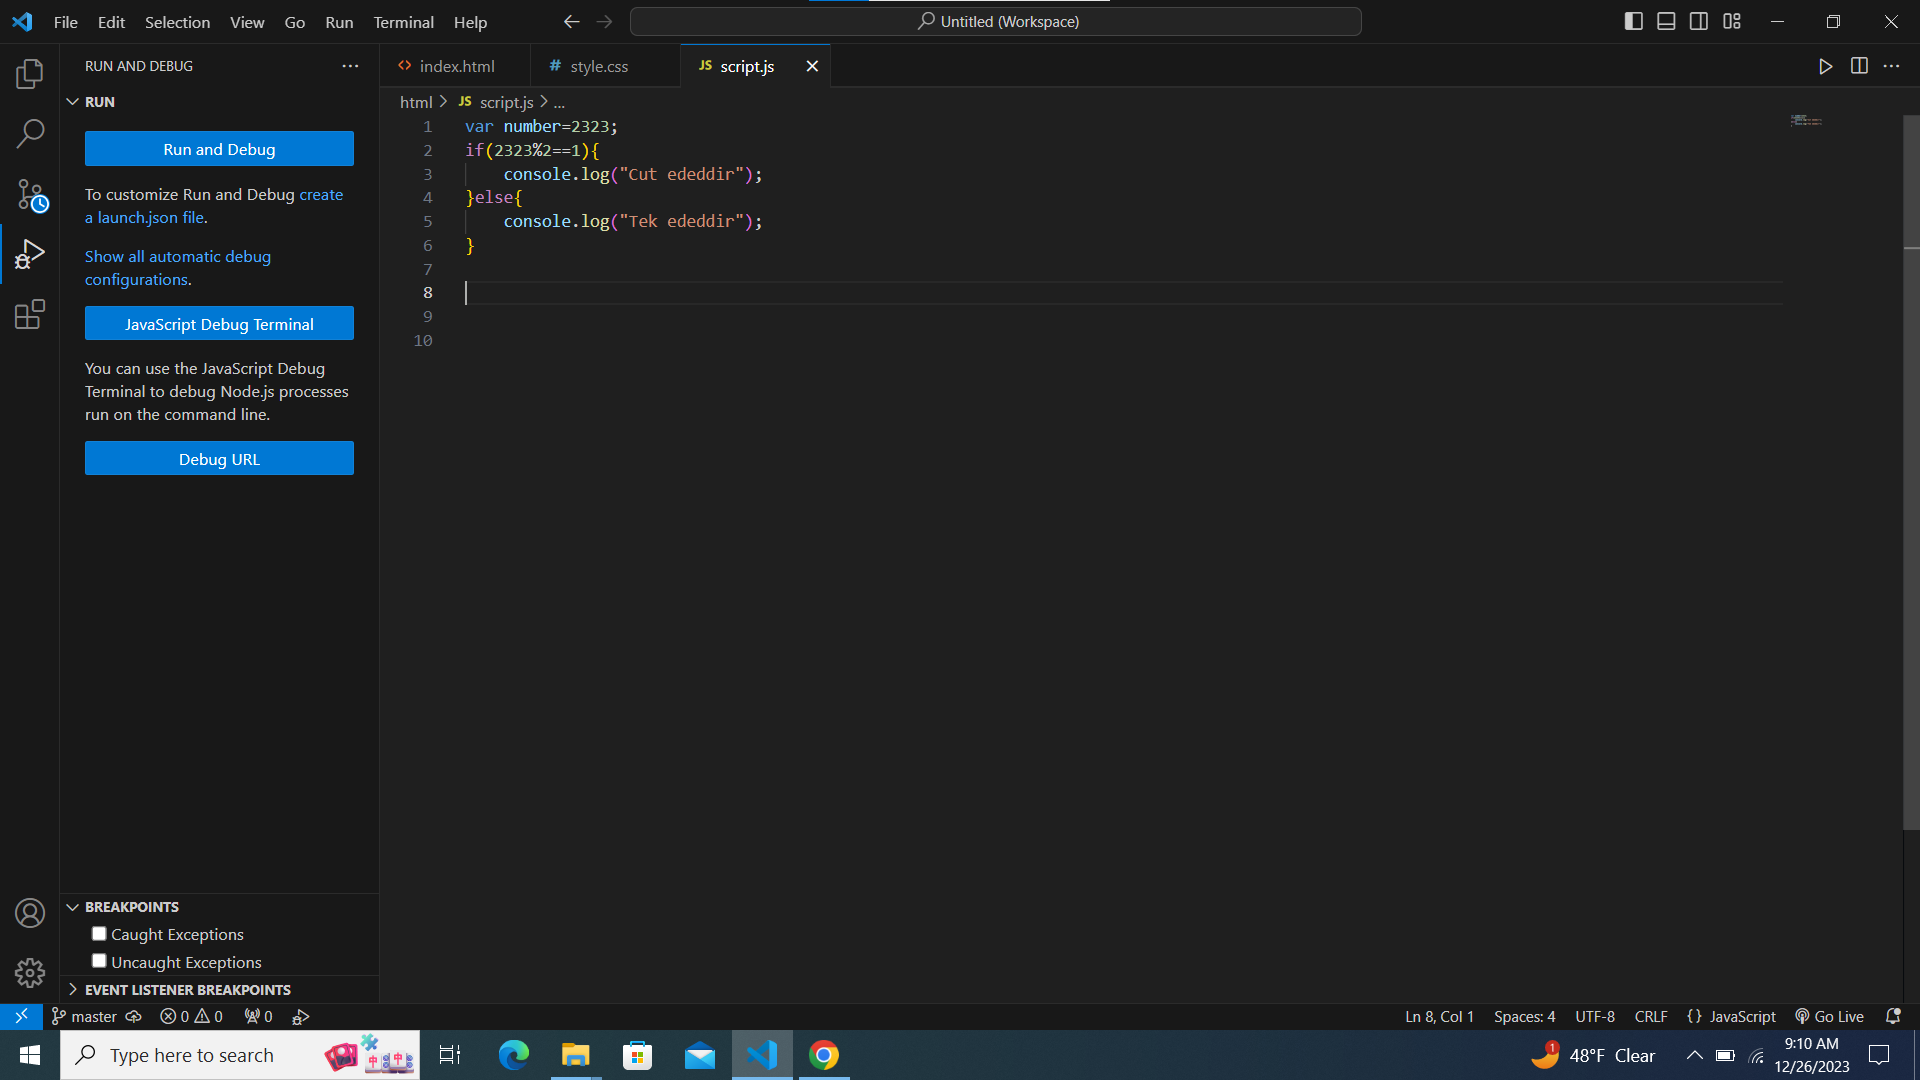 File Edit Selection View Go Run Terminal Help
Untitled (Workspace)
RUN AND DEBUG
RUN
Run and Debug
To customize Run and Debug create
a launch.json file.
Show all automatic debug
configurations.
JavaScript Debug Terminal
You can use the JavaScript Debug
Terminal to debug Node.js processes
run on the command line.
Debug URL
BREAKPOINTS
Caught Exceptions
Uncaught Exceptions
EVENT LISTENER BREAKPOINTS
<> index.html # style.css JS script.js
html > JS script.js > ...
1 var number=2323;
2 if(2323%2==1){
3 console.log("Cut ededdir");
4 }else{
5 console.log("Tek ededdir");
6 }
7
8
9
10
master 0 0 0
Ln 8, Col 1 Spaces: 4 UTF-8 CRLF {} JavaScript Go Live
Type here to search
1 48°F Clear
9:10 AM
12/26/2023